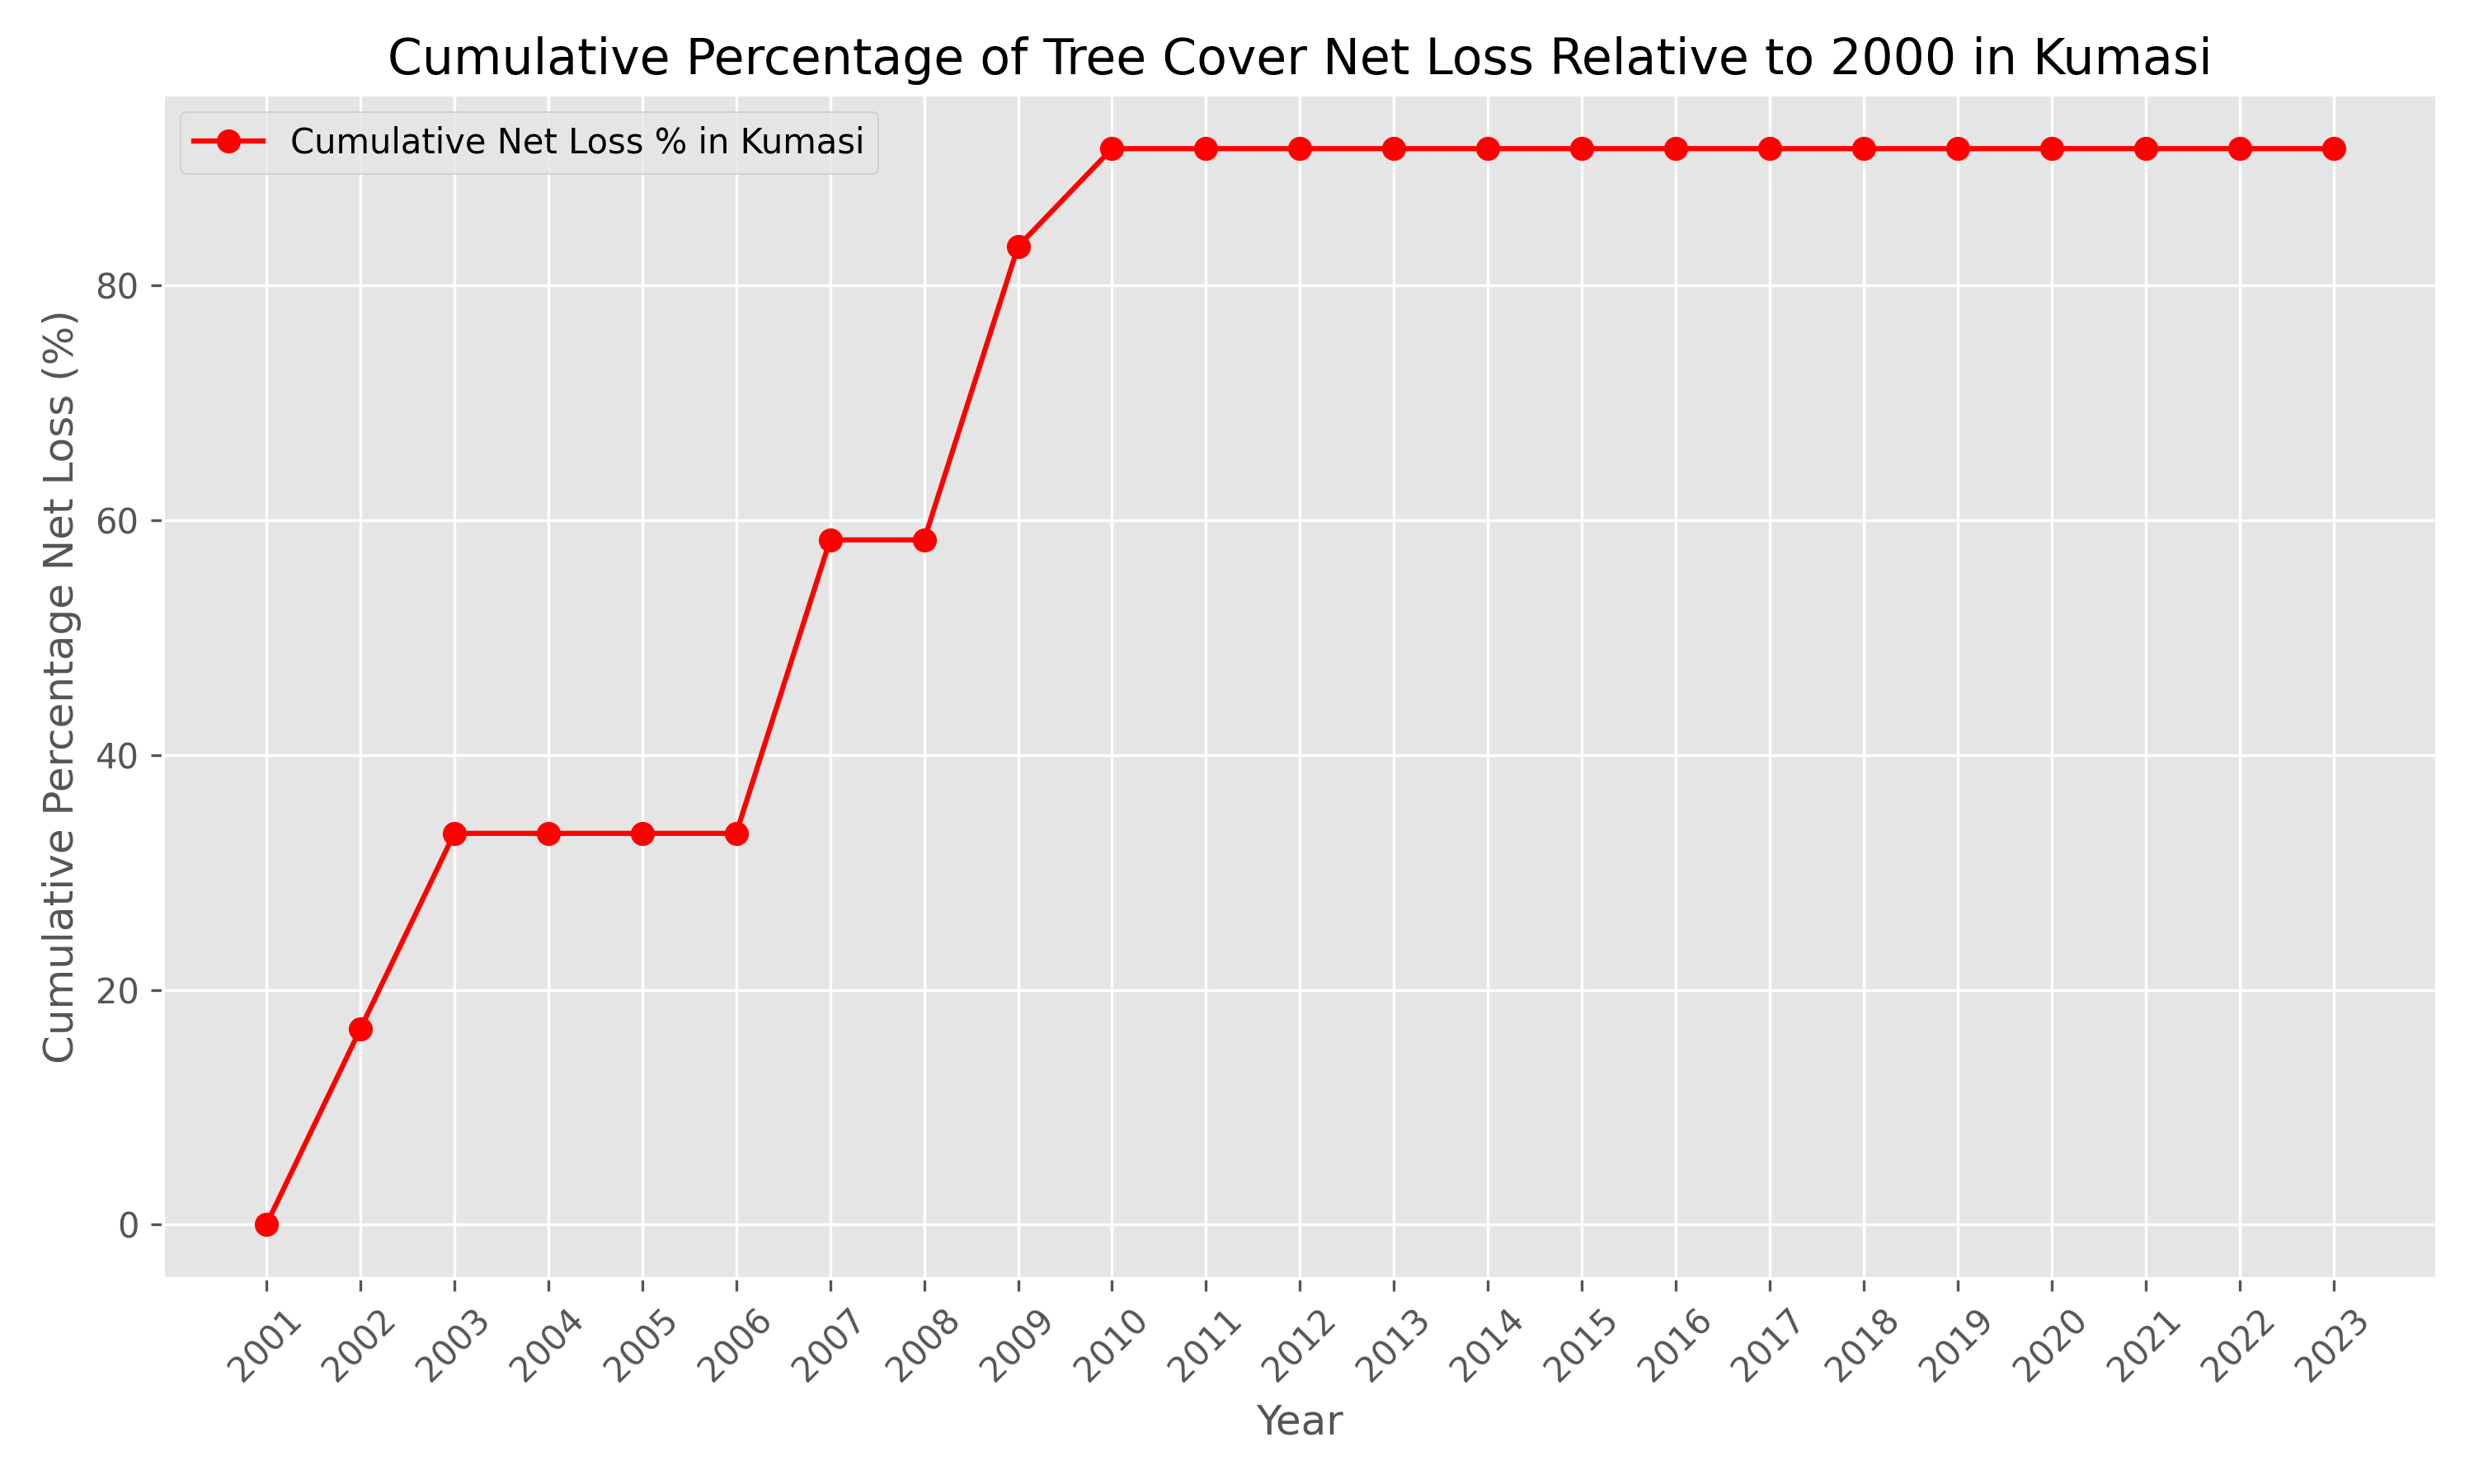 Cumulative Percentage of Tree Cover Net Loss Relative to 2000 in Kumasi
Cumulative Net Loss % in Kumasi
Cumulative Percentage Net Loss (%)
80
60
40
20
0
2001 2002 2003 2004 2005 2006 2007 2008 2009 2010 2011 2012 2013 2014 2015 2016 2017 2018 2019 2020 2021 2022 2023
Year